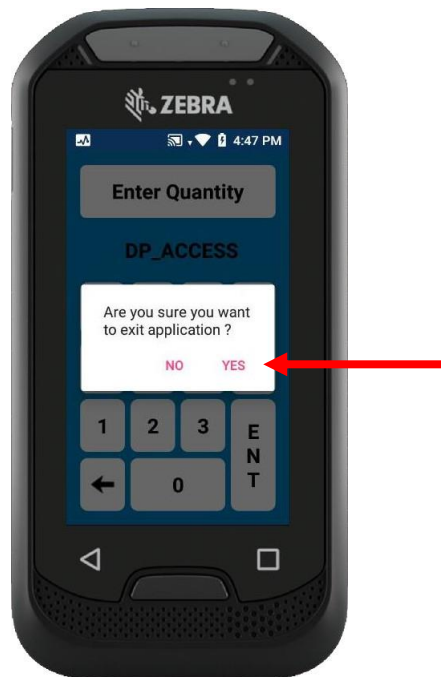 ZEBRA
4:47 PM
Enter Quantity
DP_ACCESS
Are you sure you want
to exit application ?
NO YES
1 2 3 E
N
T
0